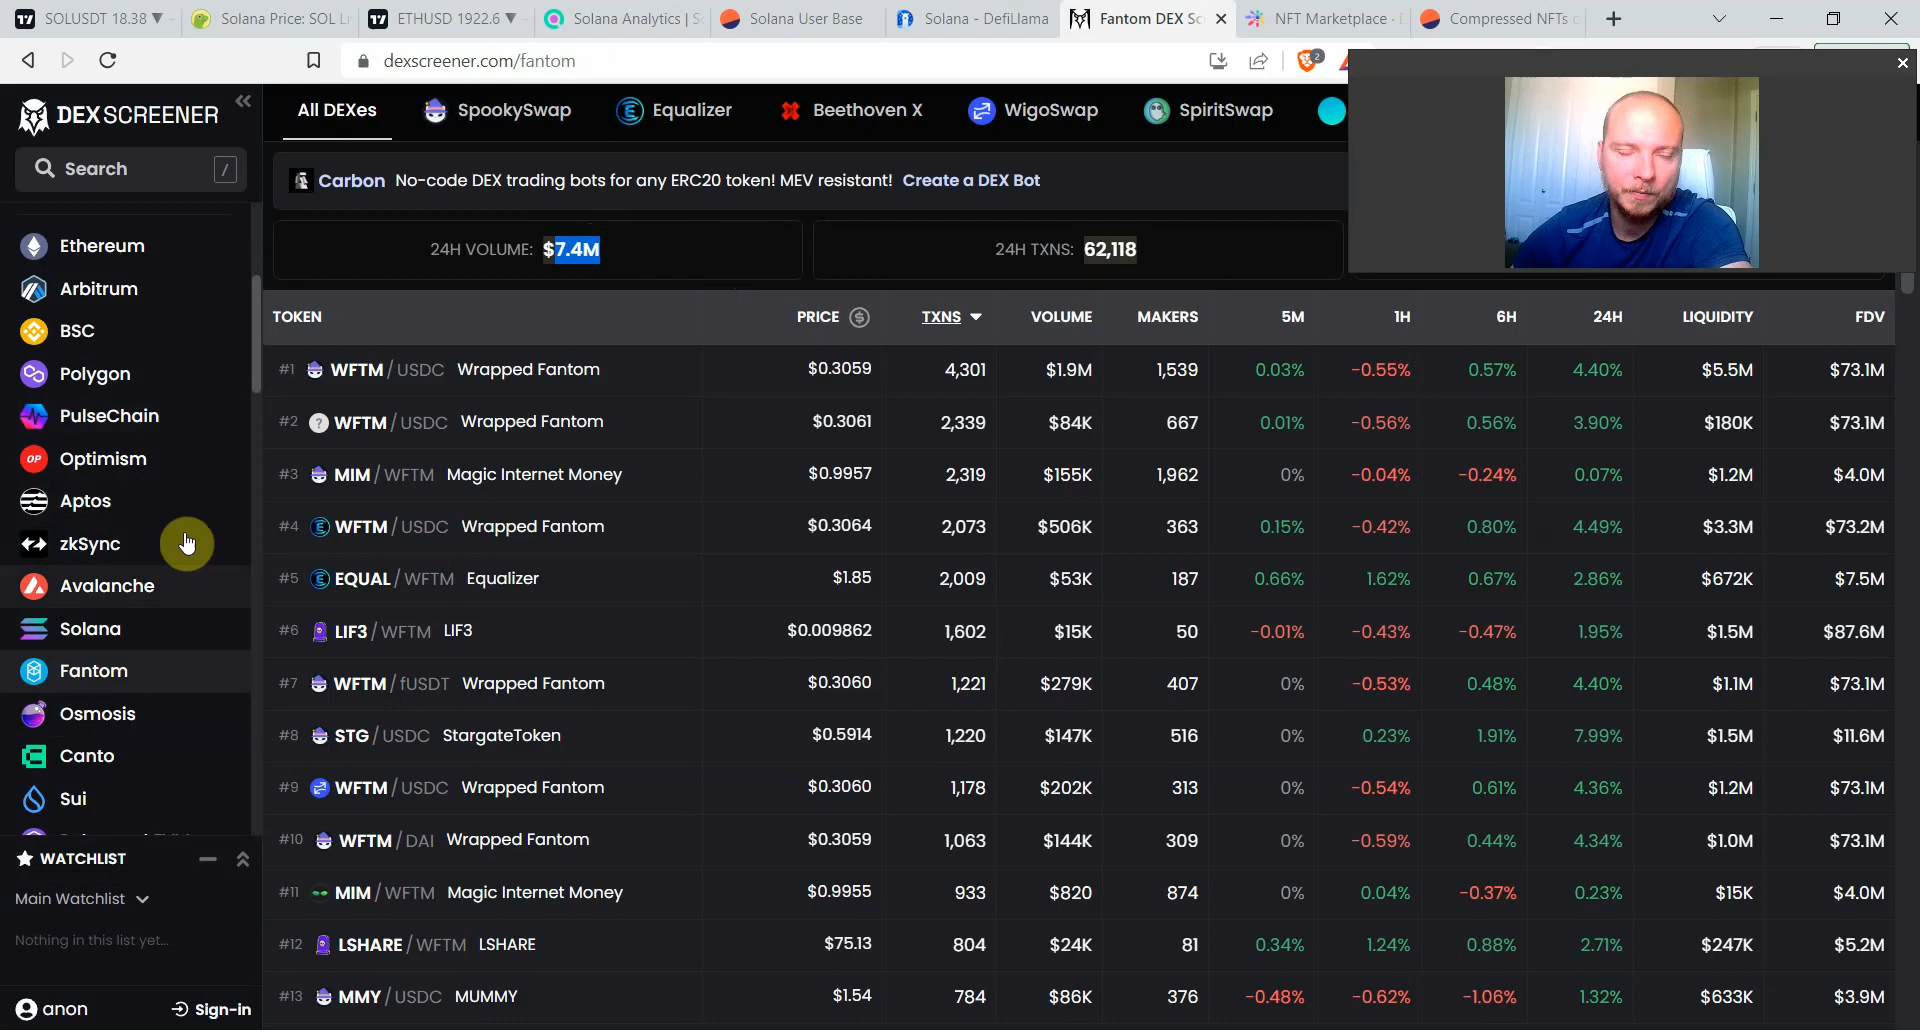 SOLUSDT 18.38 ▼
Solana Price: SOL Li
ETHUSD 1922.6 ▼
Solana Analytics | S
Solana User Base
Solana - DefiLlama
Fantom DEX Sc
NFT Marketplace -
Compressed NFTs
dexscreener.com/fantom
2
DEX SCREENER
All DEXes
SpookySwap
Equalizer
Beethoven X
WigoSwap
SpiritSwap
Search /
Carbon No-code DEX trading bots for any ERC20 token! MEV resistant! Create a DEX Bot
24H VOLUME: $7.4M
24H TXNS: 62,118
Ethereum
Arbitrum
BSC
Polygon
PulseChain
OP Optimism
Aptos
zkSync
Avalanche
Solana
Fantom
Osmosis
Canto
Sui
WATCHLIST
Main Watchlist
Nothing in this list yet...
anon
Sign-in
TOKEN PRICE TXNS VOLUME MAKERS 5M 1H 6H 24H LIQUIDITY FDV
#1 WFTM / USDC Wrapped Fantom $0.3059 4,301 $1.9M 1,539 0.03% -0.55% 0.57% 4.40% $5.5M $73.1M
#2 WFTM / USDC Wrapped Fantom $0.3061 2,339 $84K 667 0.01% -0.56% 0.56% 3.90% $180K $73.1M
#3 MIM / WFTM Magic Internet Money $0.9957 2,319 $155K 1,962 0% -0.04% -0.24% 0.07% $1.2M $4.0M
#4 WFTM / USDC Wrapped Fantom $0.3064 2,073 $506K 363 0.15% -0.42% 0.80% 4.49% $3.3M $73.2M
#5 EQUAL / WFTM Equalizer $1.85 2,009 $53K 187 0.66% 1.62% 0.67% 2.86% $672K $7.5M
#6 LIF3 / WFTM LIF3 $0.009862 1,602 $15K 50 -0.01% -0.43% -0.47% 1.95% $1.5M $87.6M
#7 WFTM / fUSDT Wrapped Fantom $0.3060 1,221 $279K 407 0% -0.53% 0.48% 4.40% $1.1M $73.1M
#8 STG / USDC StargateToken $0.5914 1,220 $147K 516 0% 0.23% 1.91% 7.99% $1.5M $11.6M
#9 WFTM / USDC Wrapped Fantom $0.3060 1,178 $202K 313 0% -0.54% 0.61% 4.36% $1.2M $73.1M
#10 WFTM / DAI Wrapped Fantom $0.3059 1,063 $144K 309 0% -0.59% 0.44% 4.34% $1.0M $73.1M
#11 MIM / WFTM Magic Internet Money $0.9955 933 $820 874 0% 0.04% -0.37% 0.23% $15K $4.0M
#12 LSHARE / WFTM LSHARE $75.13 804 $24K 81 0.34% 1.24% 0.88% 2.71% $247K $5.2M
#13 MMY / USDC MUMMY $1.54 784 $86K 376 -0.48% -0.62% -1.06% 1.32% $633K $3.9M